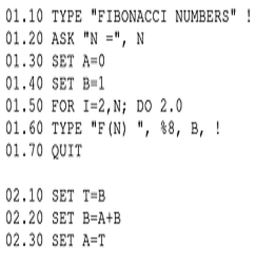 01.10 TYPE "FIBONACCI NUMBERS" !
01.20 ASK "N =", N
01.30 SET A=0
01.40 SET B=1
01.50 FOR I=2,N; DO 2.0
01.60 TYPE "F(N) ", %8, B, !
01.70 QUIT

02.10 SET T=B
02.20 SET B=A+B
02.30 SET A=T